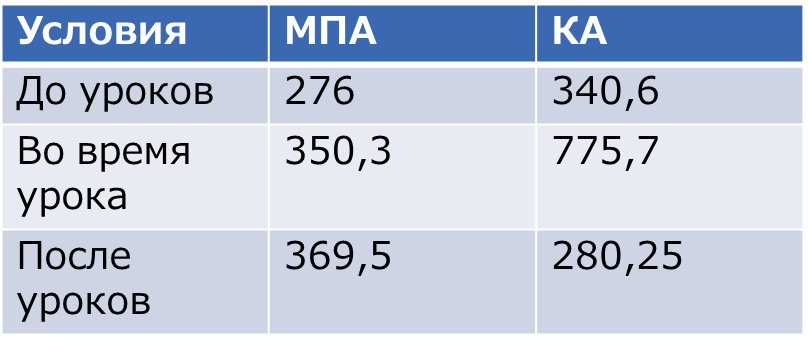 Условия МПА КА
До уроков 276 340,6
Во время 350,3 775,7
урока
После 369,5 280,25
уроков